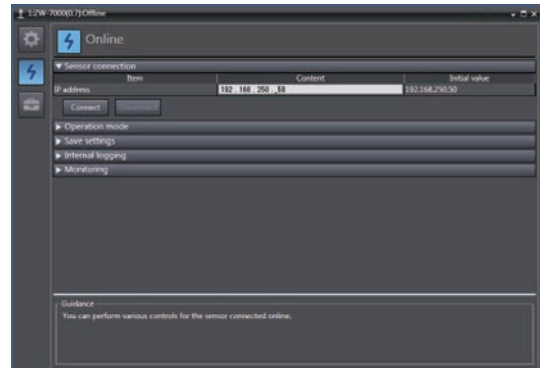 1:ZW-7000(0.7):Offline
Online
▼ Sensor connection
Item Content Initial value
IP address 192 . 168 . 250 . _58 192.168.250.50
Connect Disconnect
▶ Operation mode
▶ Save settings
▶ Internal logging
▶ Monitoring
Guidance
You can perform various controls for the sensor connected online.